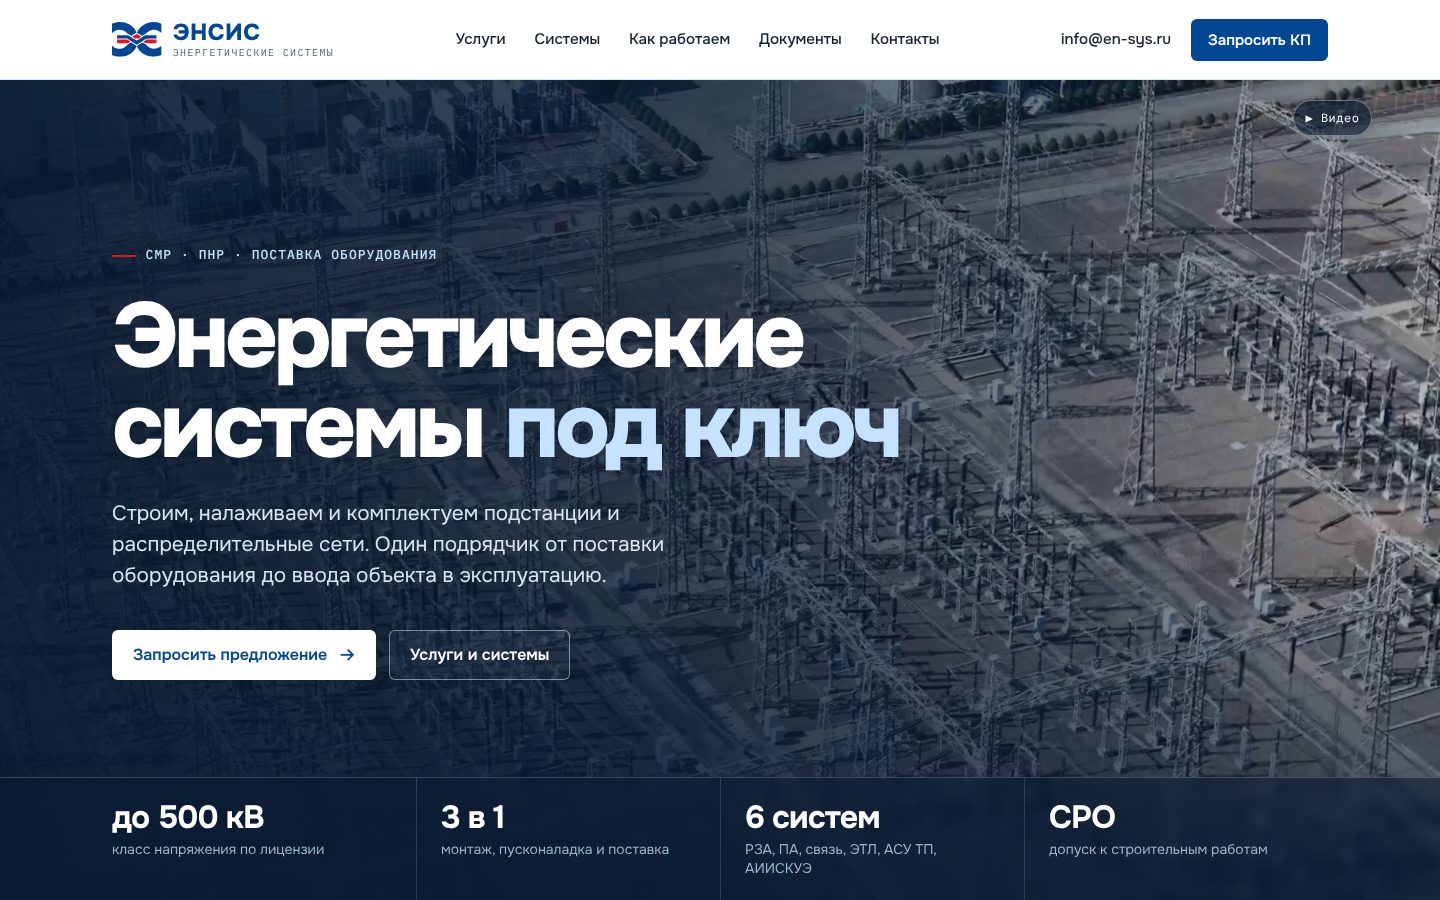 ЭНСИС
ЭНЕРГЕТИЧЕСКИЕ СИСТЕМЫ
Услуги
Системы
Как работаем
Документы
Контакты
info@en-sys.ru
Запросить КП
▶ Видео
СМР · ПНР · ПОСТАВКА ОБОРУДОВАНИЯ
Энергетические
системы под ключ
Строим, налаживаем и комплектуем подстанции и
распределительные сети. Один подрядчик от поставки
оборудования до ввода объекта в эксплуатацию.
Запросить предложение →
Услуги и системы
до 500 кВ
класс напряжения по лицензии
3 в 1
монтаж, пусконаладка и поставка
6 систем
РЗА, ПА, связь, ЭТЛ, АСУ ТП,
АИИСКУЭ
СРО
допуск к строительным работам